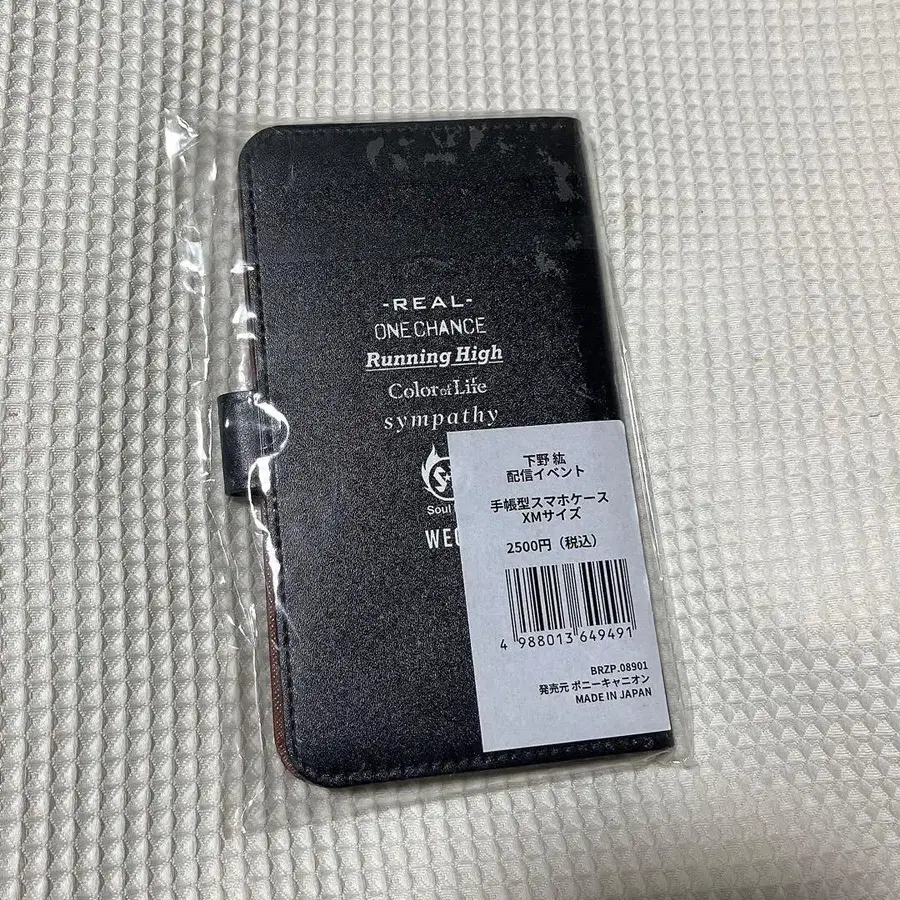 -REAL-
ONE CHANCE
Running High
Color of Life
sympathy
Soul
WE
下野 紘
配信イベント
手帳型スマホケース
XMサイズ
2500円（税込）
4 988013 649491
BRZP.08901
発売元 ポニーキャニオン
MADE IN JAPAN